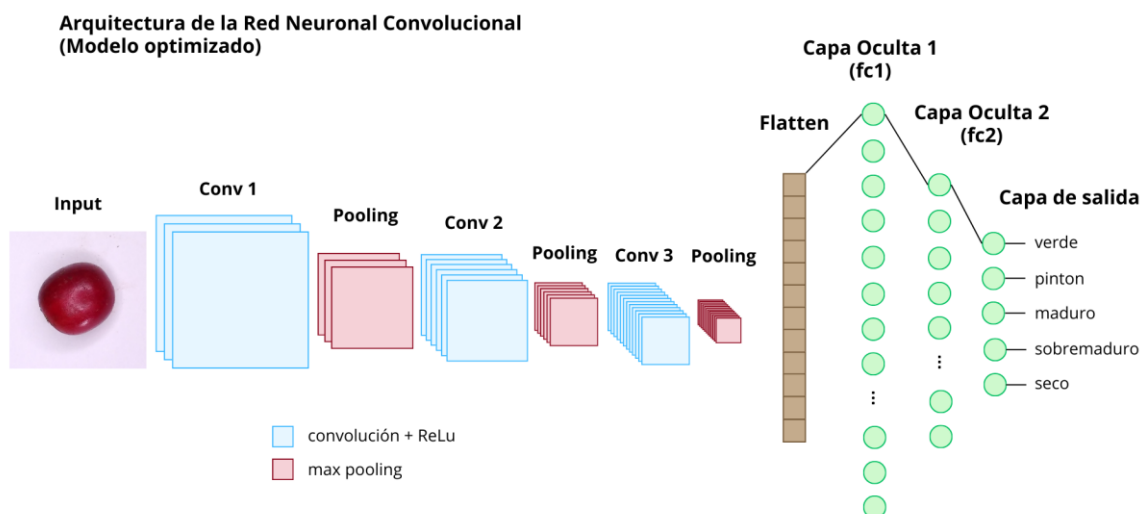 Arquitectura de la Red Neuronal Convolucional
(Modelo optimizado)
Input
Conv 1
Pooling
Conv 2
Pooling
Conv 3
Pooling
Flatten
Capa Oculta 1
(fc1)
Capa Oculta 2
(fc2)
Capa de salida
verde
pinton
maduro
sobremaduro
seco
convolución + ReLu
max pooling